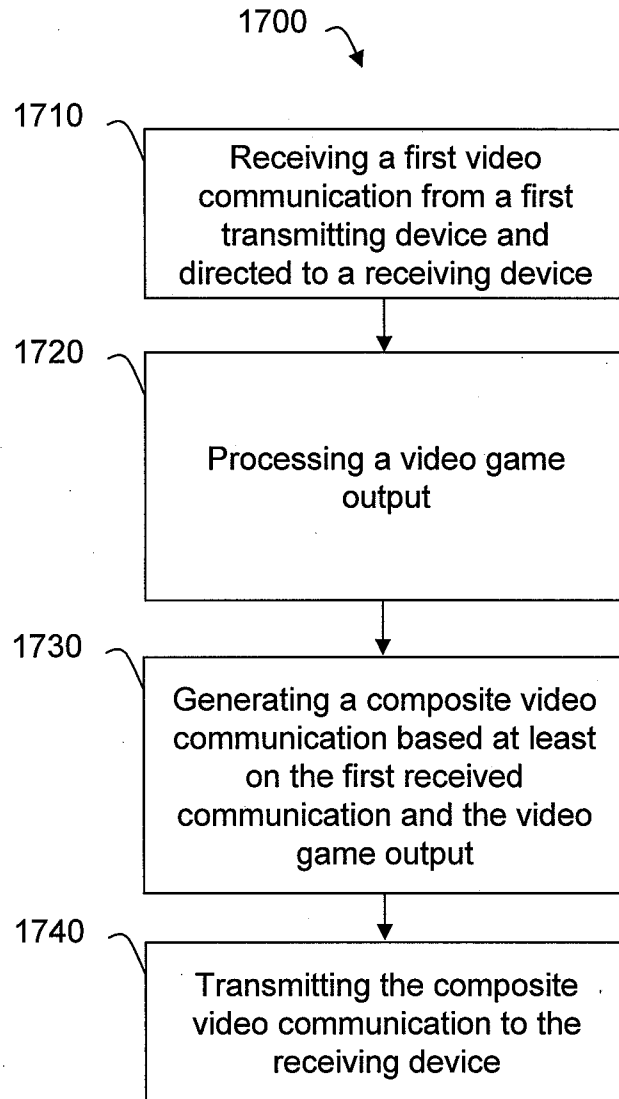 1700
1710
Receiving a first video
communication from a first
transmitting device and
directed to a receiving device
1720
Processing a video game
output
1730
Generating a composite video
communication based at least
on the first received
communication and the video
game output
1740
Transmitting the composite
video communication to the
receiving device